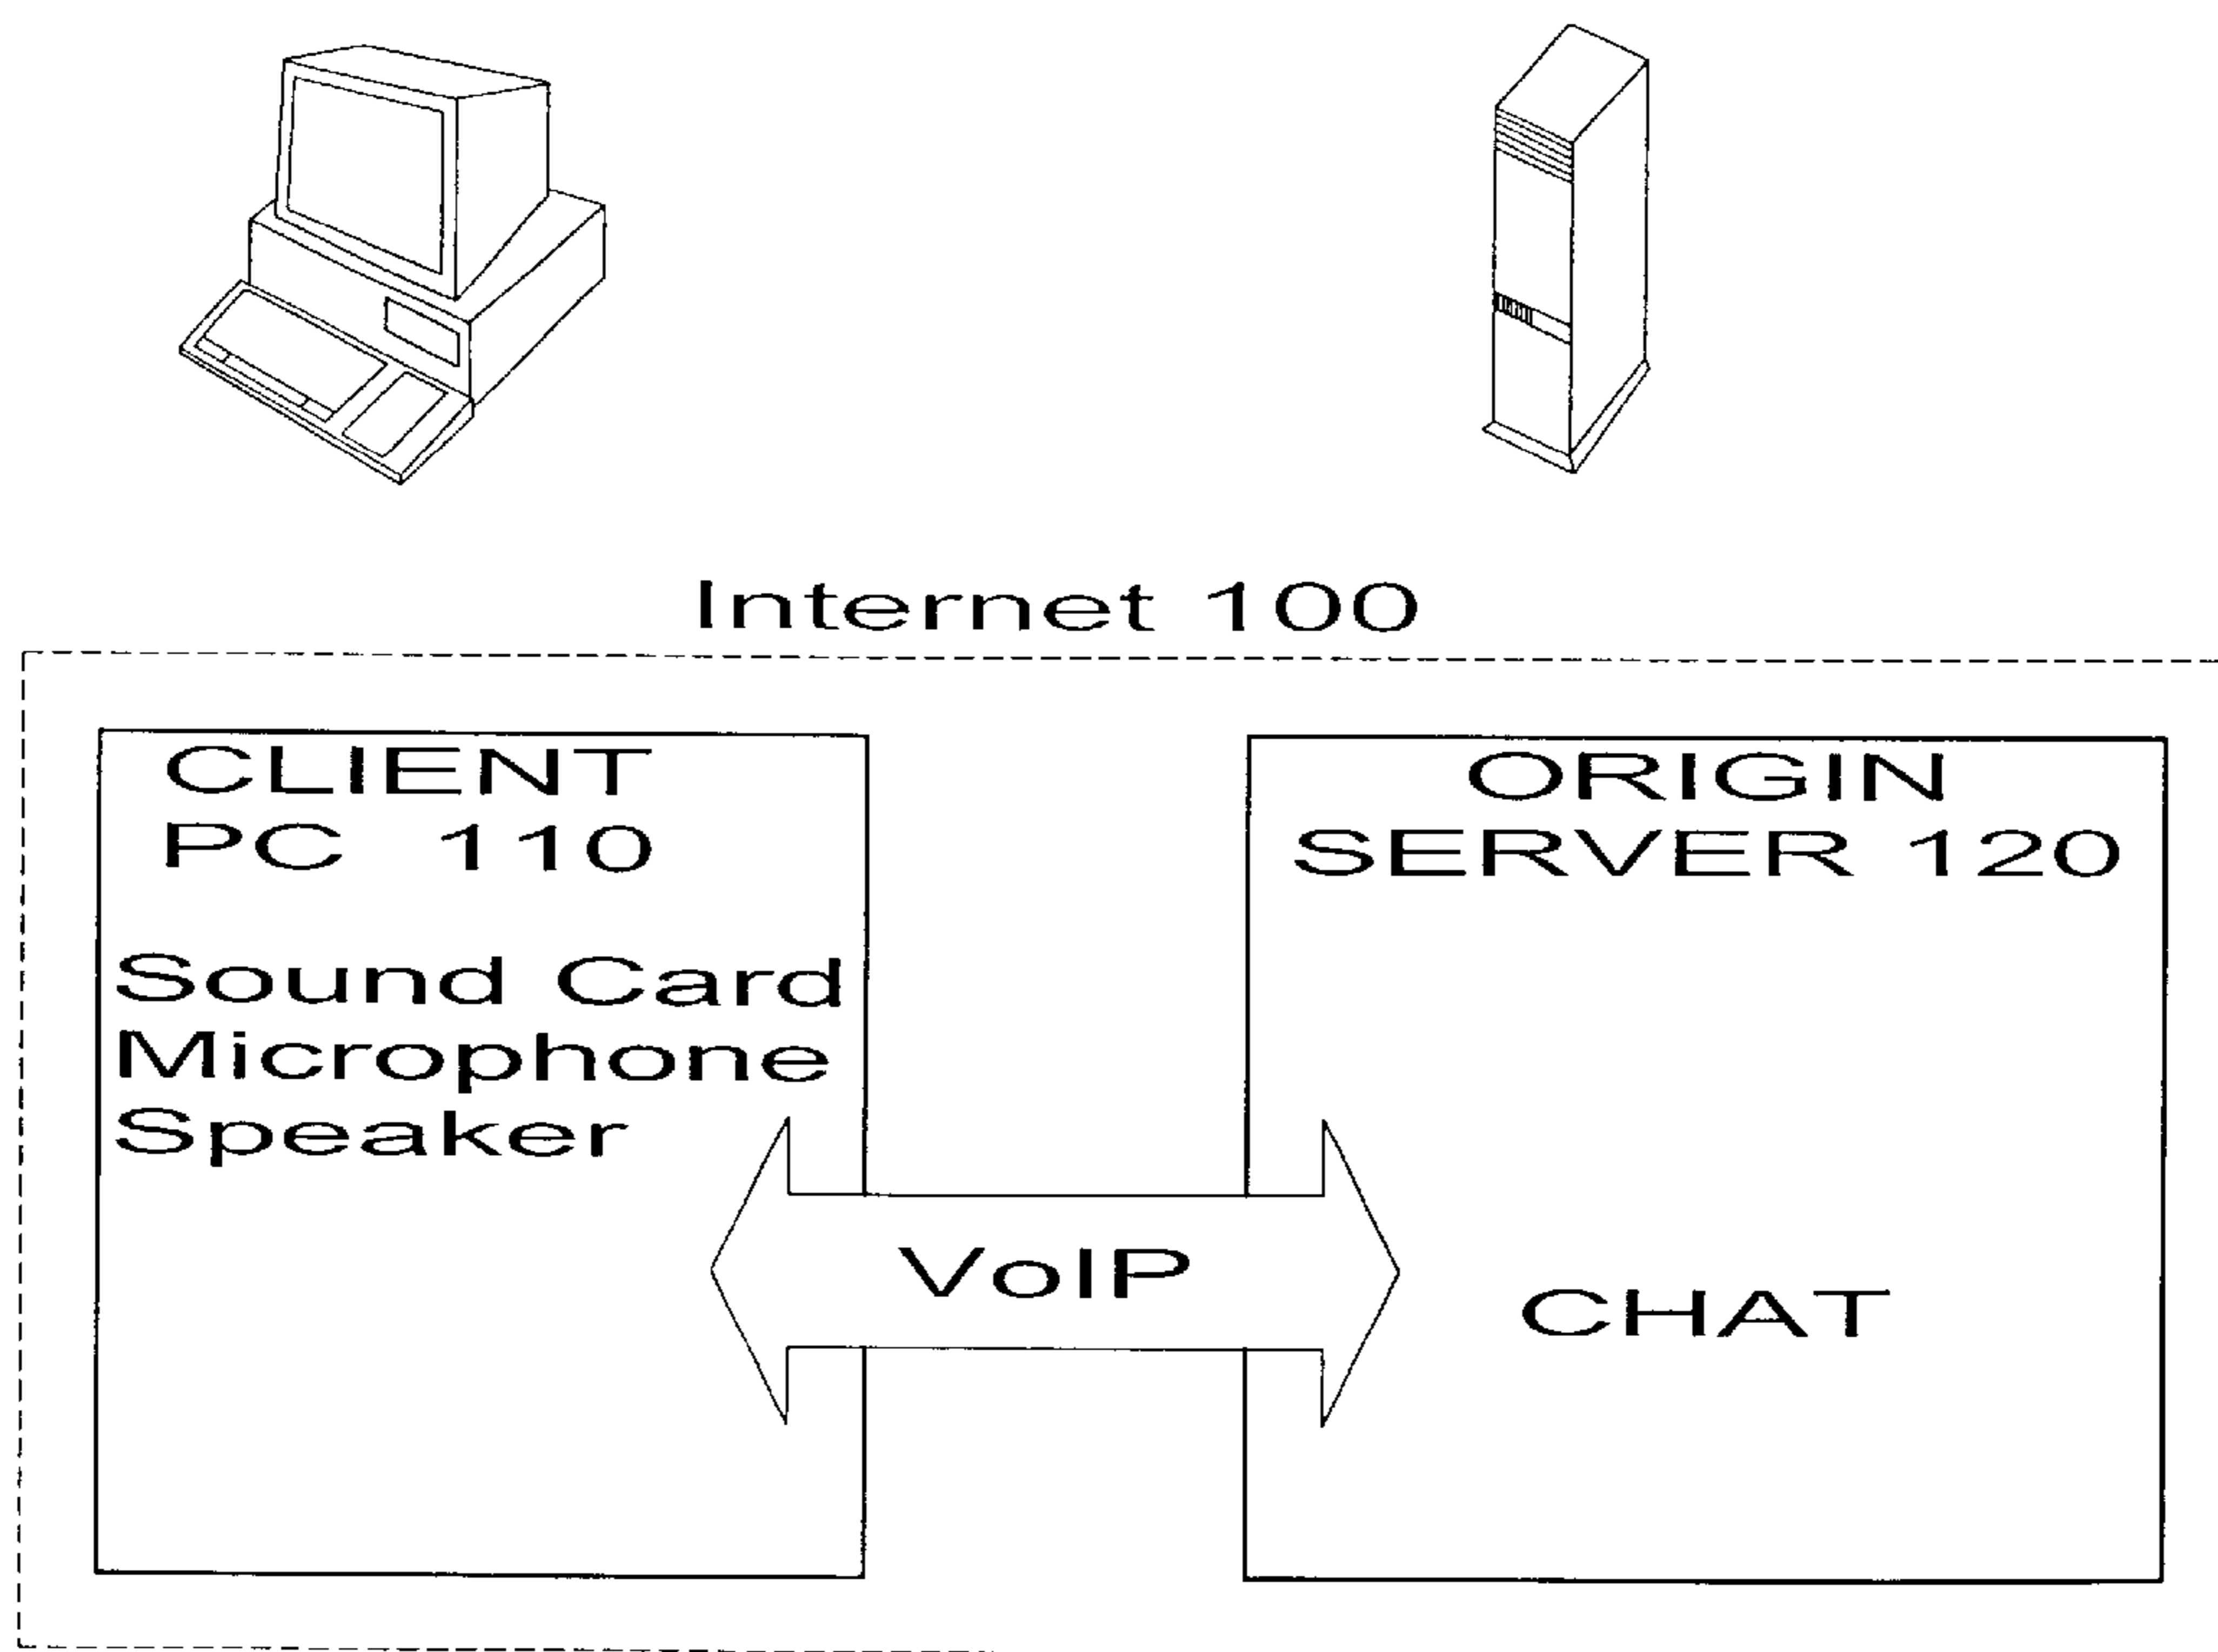 Internet 100
CLIENT
PC 110
Sound Card
Microphone
Speaker
ORIGIN
SERVER 120
VoIP
CHAT